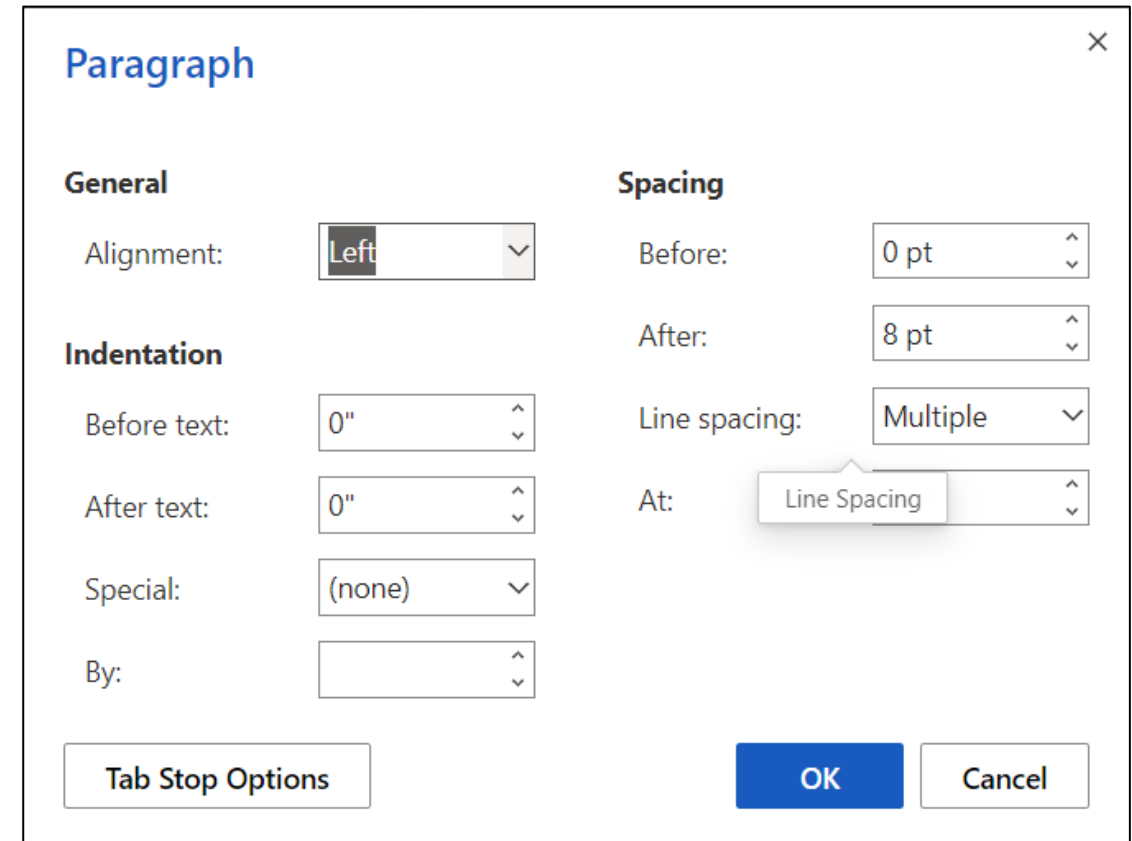 Paragraph
General
Alignment:
Left
Indentation
Before text:
0"
After text:
0"
Special:
(none)
By:
Spacing
Before:
0 pt
After:
8 pt
Line spacing:
Multiple
At:
Line Spacing
Tab Stop Options
OK
Cancel